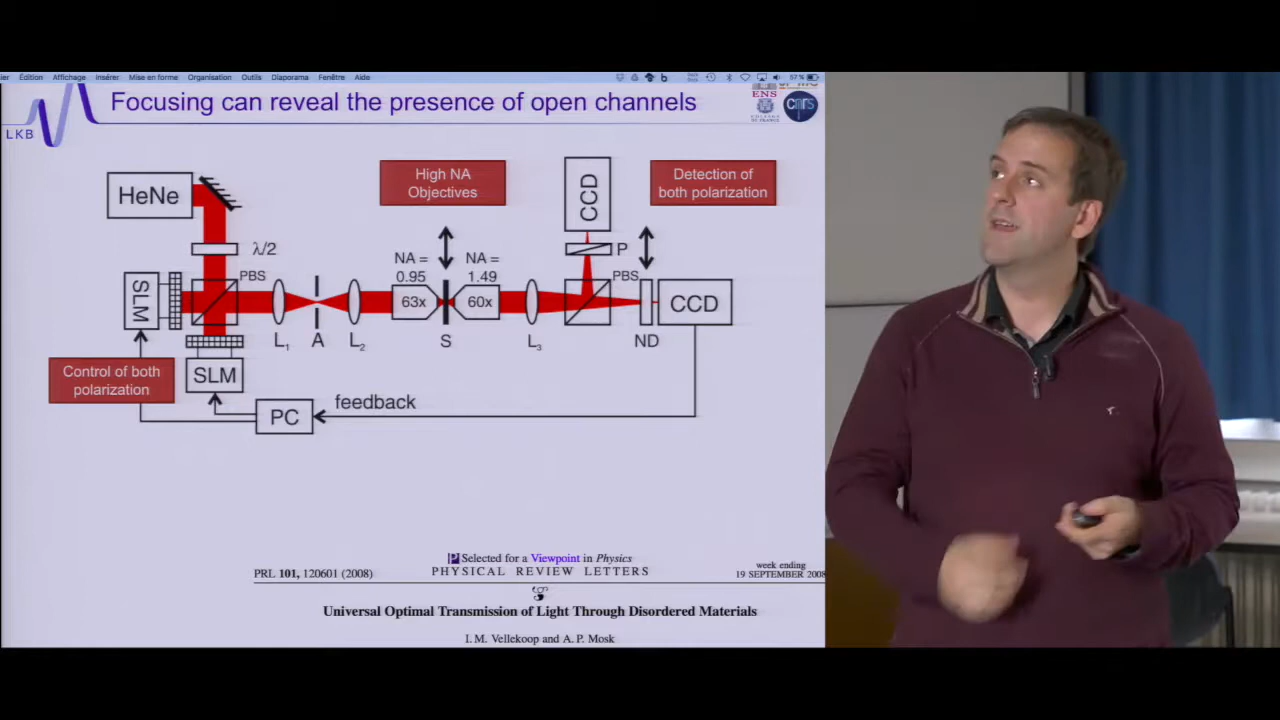 ier Édition Affichage Insérer Mise en forme Organisation Outils Diaporama Fenêtre Aide 57 %
Focusing can reveal the presence of open channels
LKB
ENS
cnrs
HeNe
High NA
Objectives
CCD
Detection of
both polarization
λ/2
P
PBS
NA =
0.95
NA =
1.49
PBS
SLM
63x
60x
CCD
L1
A
L2
S
L3
ND
Control of both
polarization
SLM
PC
feedback
Selected for a Viewpoint in Physics
PRL 101, 120601 (2008)
PHYSICAL REVIEW LETTERS
week ending
19 SEPTEMBER 2008
Universal Optimal Transmission of Light Through Disordered Materials
I. M. Vellekoop and A. P. Mosk